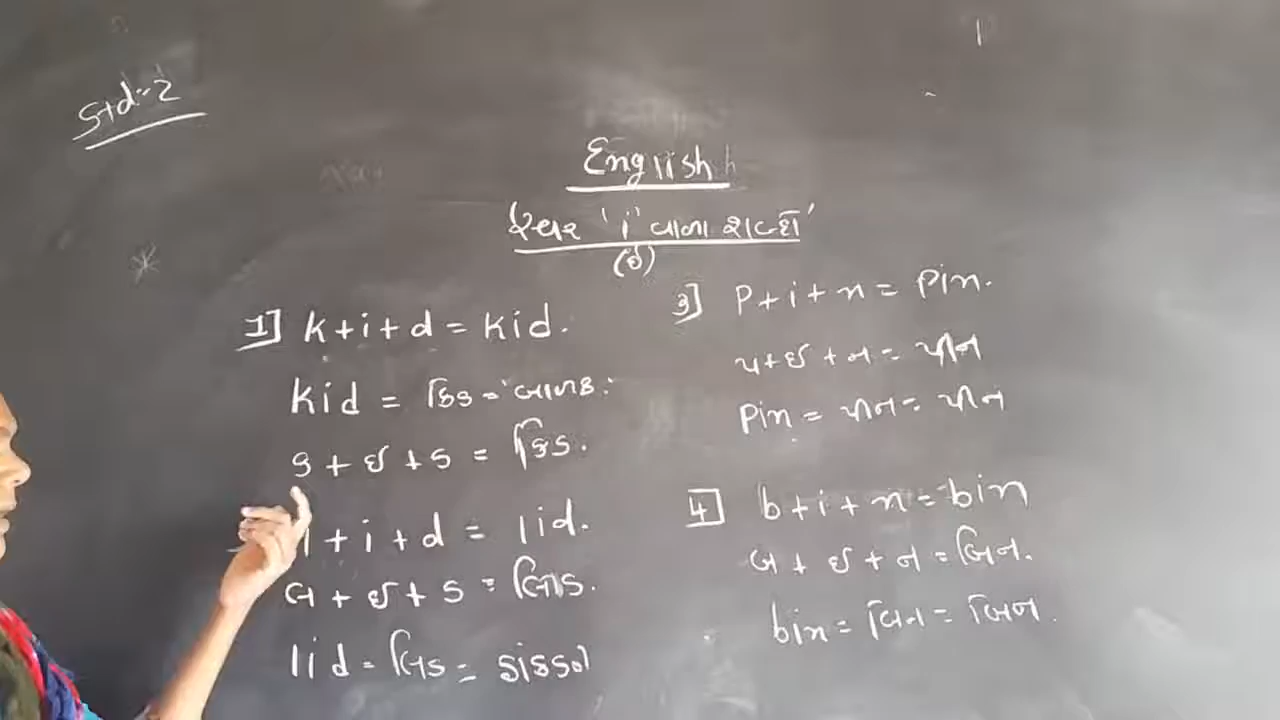 Std:-2
English
સ્વર 'i' વાળા શબ્દો'
(ઇ)
1] k+i+d = kid.
kid = કિડ = 'બાળક.'
ક + ઇ + ડ = કિડ.
l + i + d = lid.
લ + ઇ + ડ = લિડ.
lid = લિડ = ઢાંકણ
3] P+i+n = Pin.
પ+ઇ+ન = પીન
Pin = પીન = પીન
4] b+i+n = bin
બ + ઇ + ન = બિન.
bin = બિન = બિન.